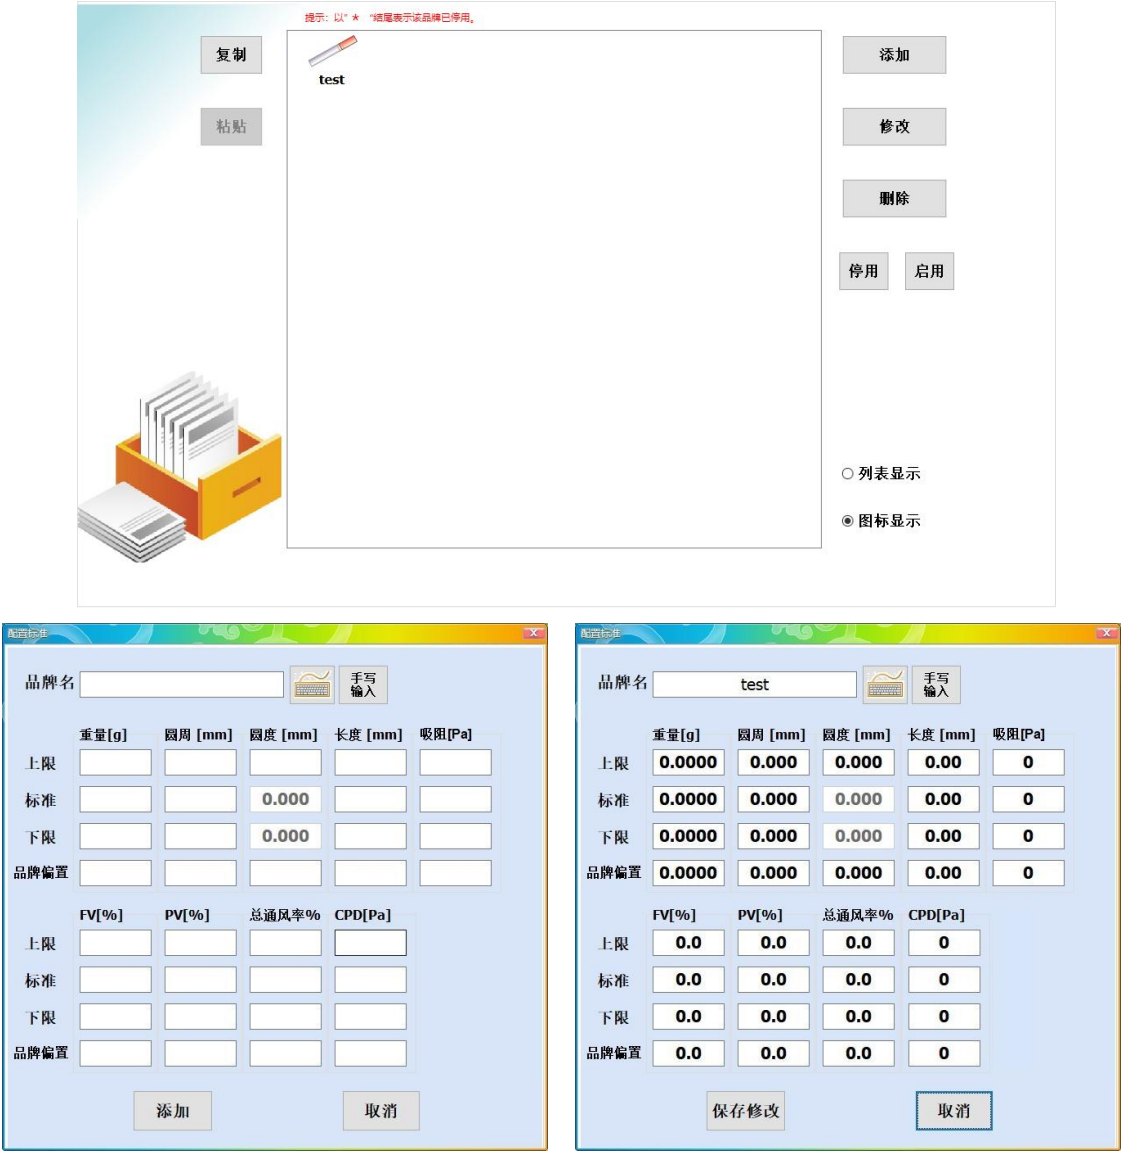 提示：以" * "结尾表示该品牌已停用。
复制
添加
test
粘贴
修改
删除
停用 启用
列表显示
图标显示
配置标准
品牌名
手写
输入
重量[g] 圆周 [mm] 圆度 [mm] 长度 [mm] 吸阻[Pa]
上限
标准 0.000
下限 0.000
品牌偏置
FV[%] PV[%] 总通风率% CPD[Pa]
上限
标准
下限
品牌偏置
添加 取消
配置标准
品牌名 test
手写
输入
重量[g] 圆周 [mm] 圆度 [mm] 长度 [mm] 吸阻[Pa]
上限 0.0000 0.000 0.000 0.00 0
标准 0.0000 0.000 0.000 0.00 0
下限 0.0000 0.000 0.000 0.00 0
品牌偏置 0.0000 0.000 0.000 0.00 0
FV[%] PV[%] 总通风率% CPD[Pa]
上限 0.0 0.0 0.0 0
标准 0.0 0.0 0.0 0
下限 0.0 0.0 0.0 0
品牌偏置 0.0 0.0 0.0 0
保存修改 取消